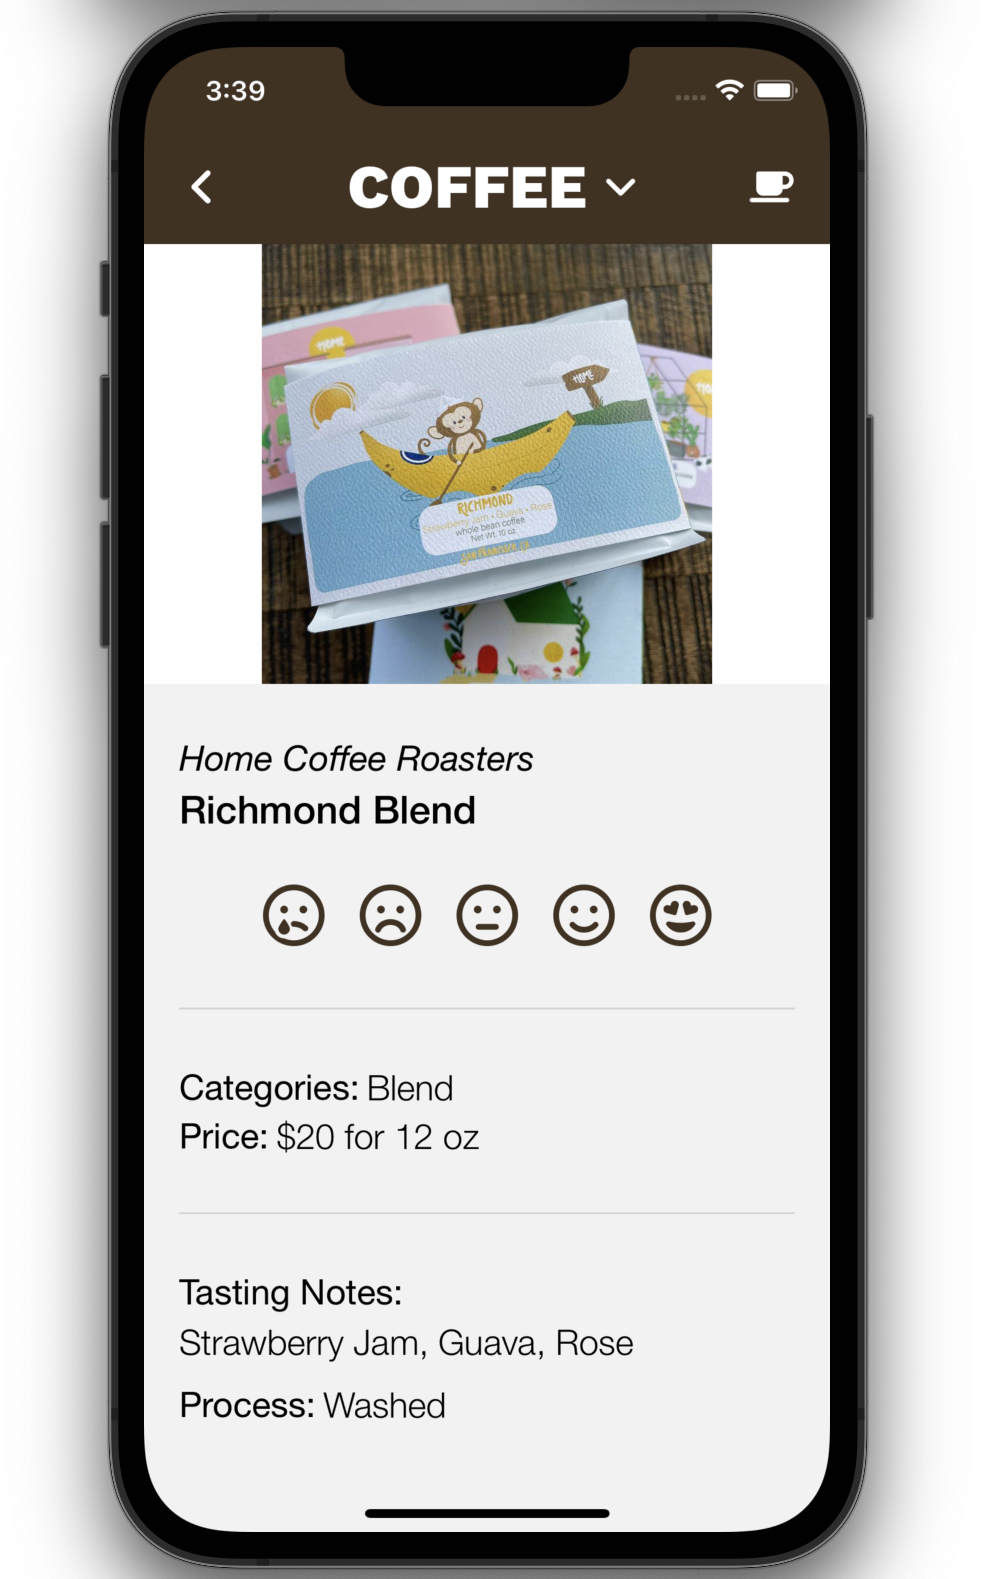 3:39
COFFEE
HOME
HOME
RICHMOND
Strawberry Jam • Guava • Rose
whole bean coffee
Net Wt. 10 oz
Home Coffee Roasters
Richmond Blend
Categories: Blend
Price: $20 for 12 oz
Tasting Notes:
Strawberry Jam, Guava, Rose
Process: Washed